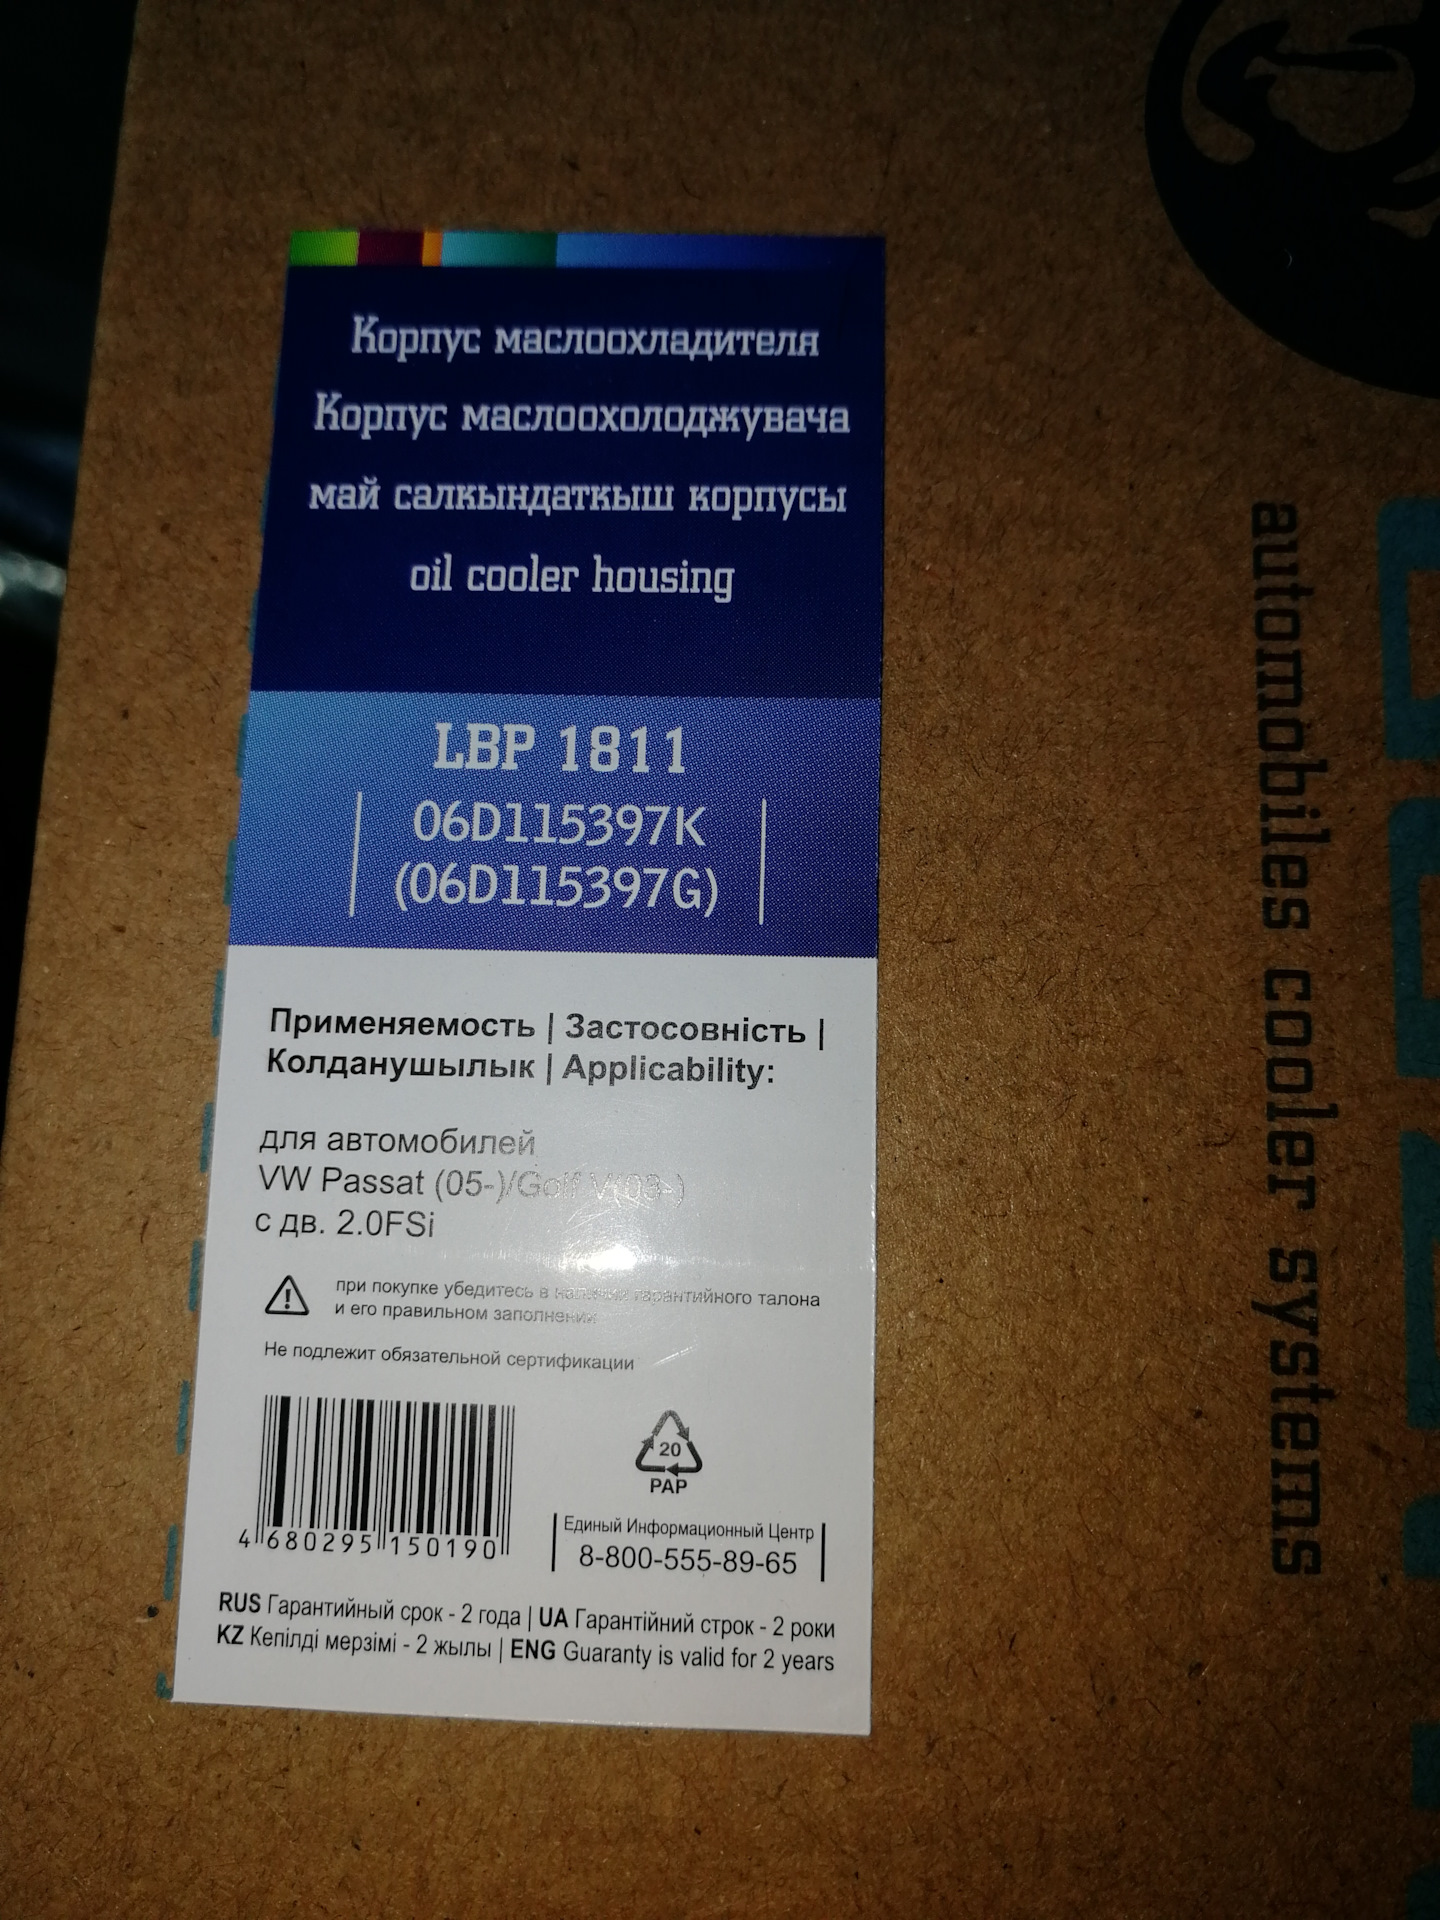 Корпус маслоохладителя
Корпус маслоохолоджувача
май салкындаткыш корпусы
oil cooler housing
LBP 1811
06D115397K
(06D115397G)
Применяемость | Застосовність |
Колданушылык | Applicability:
для автомобилей
VW Passat (05-)/Golf V(03-)
с дв. 2.0FSi
при покупке убедитесь в наличии гарантийного талона
и его правильном заполнении
Не подлежит обязательной сертификации
4 680295 150190
20
PAP
Единый Информационный Центр
8-800-555-89-65
RUS Гарантийный срок - 2 года | UA Гарантійний строк - 2 роки
KZ Кепілді мерзімі - 2 жылы | ENG Guaranty is valid for 2 years
automobiles cooler systems